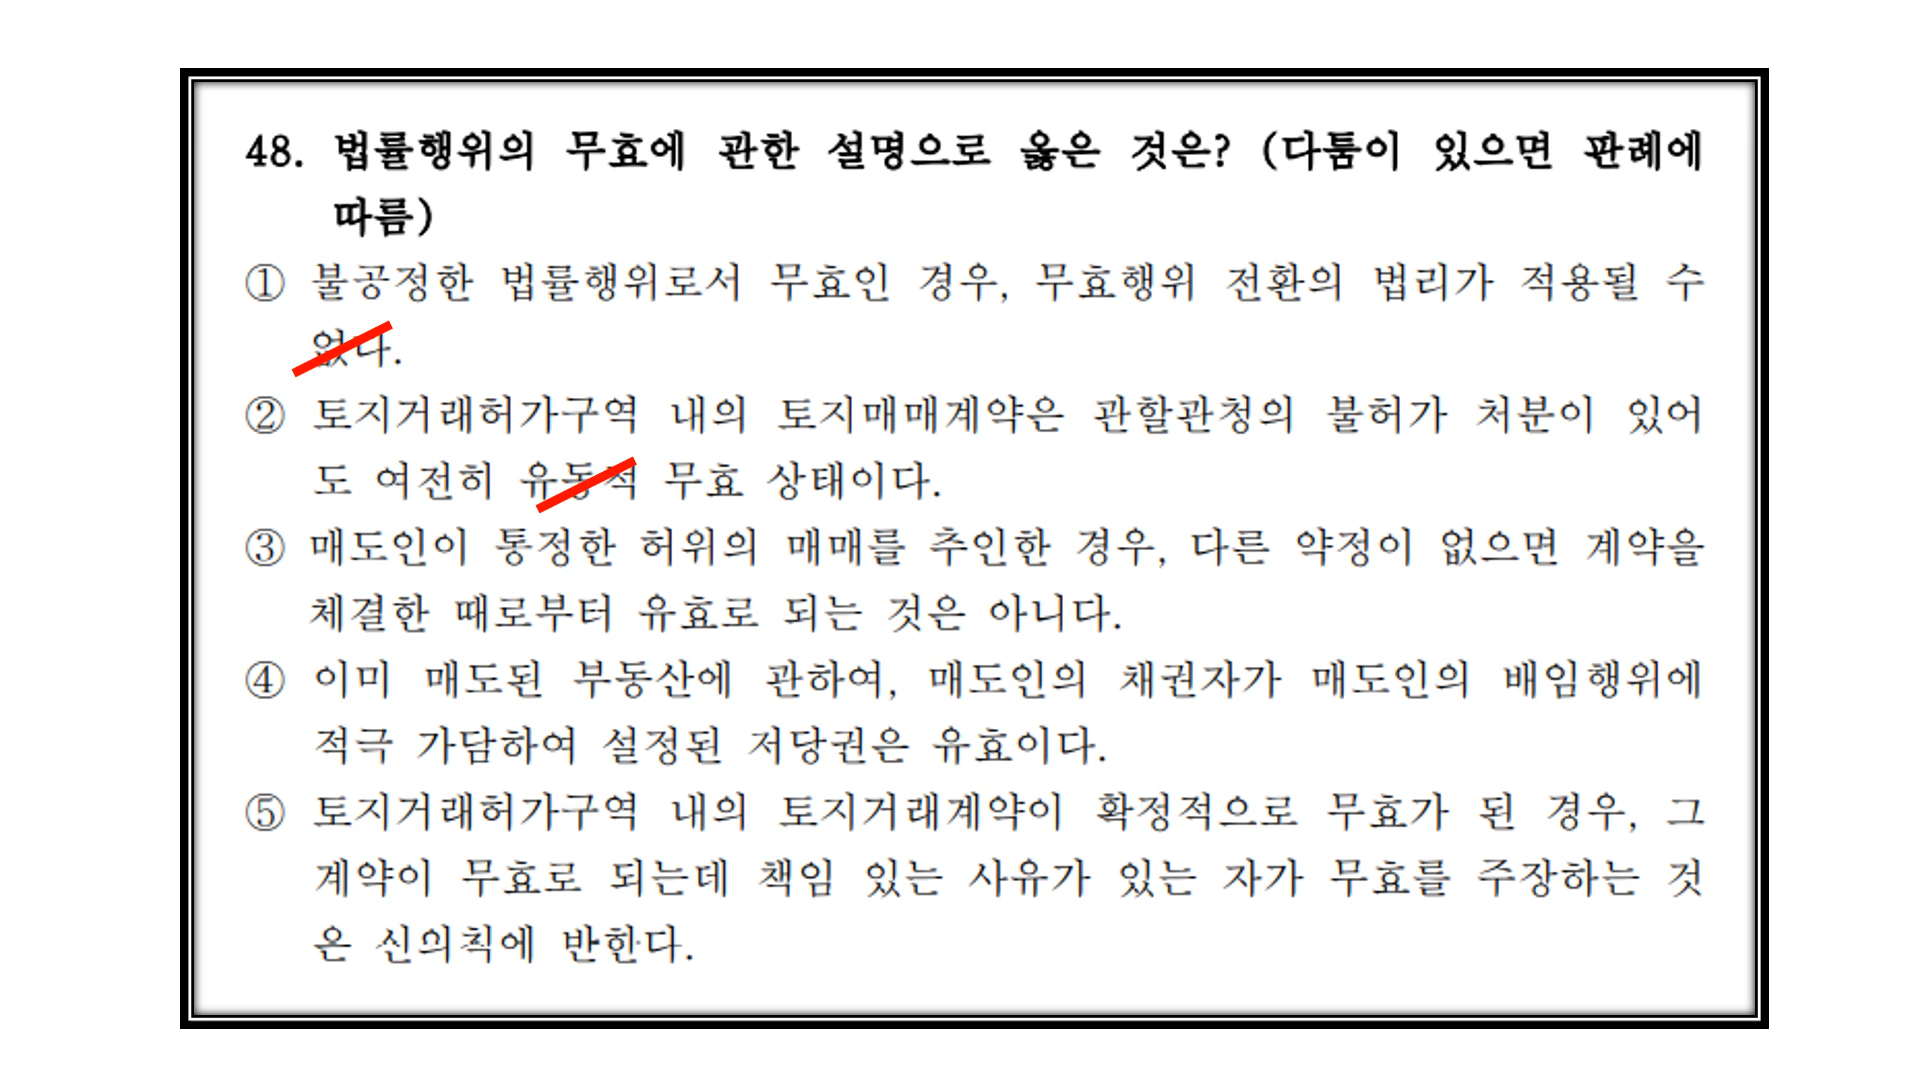 48. 법률행위의 무효에 관한 설명으로 옳은 것은? (다툼이 있으면 판례에
따름)
① 불공정한 법률행위로서 무효인 경우, 무효행위 전환의 법리가 적용될 수
없다.
② 토지거래허가구역 내의 토지매매계약은 관할관청의 불허가 처분이 있어
도 여전히 유동적 무효 상태이다.
③ 매도인이 통정한 허위의 매매를 추인한 경우, 다른 약정이 없으면 계약을
체결한 때로부터 유효로 되는 것은 아니다.
④ 이미 매도된 부동산에 관하여, 매도인의 채권자가 매도인의 배임행위에
적극 가담하여 설정된 저당권은 유효이다.
⑤ 토지거래허가구역 내의 토지거래계약이 확정적으로 무효가 된 경우, 그
계약이 무효로 되는데 책임 있는 사유가 있는 자가 무효를 주장하는 것
은 신의칙에 반한다.